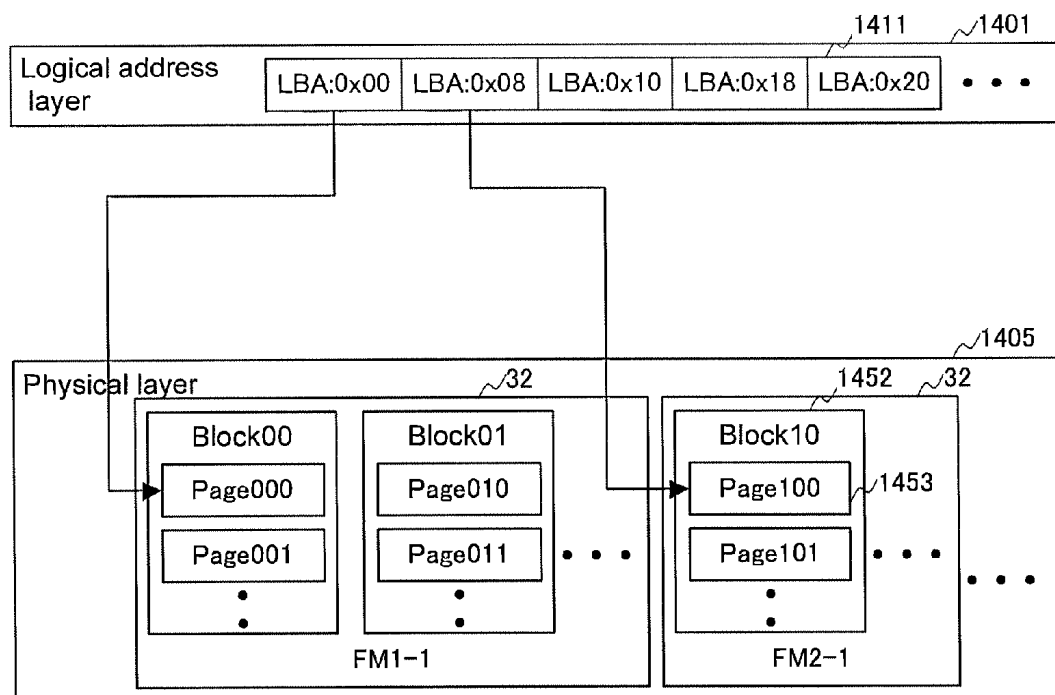 1411 1401
Logical address
layer
LBA:0x00 LBA:0x08 LBA:0x10 LBA:0x18 LBA:0x20
1405
Physical layer
32 1452 32
Block00 Block01 Block10
Page000 Page010 Page100
1453
Page001 Page011 Page101
FM1-1 FM2-1